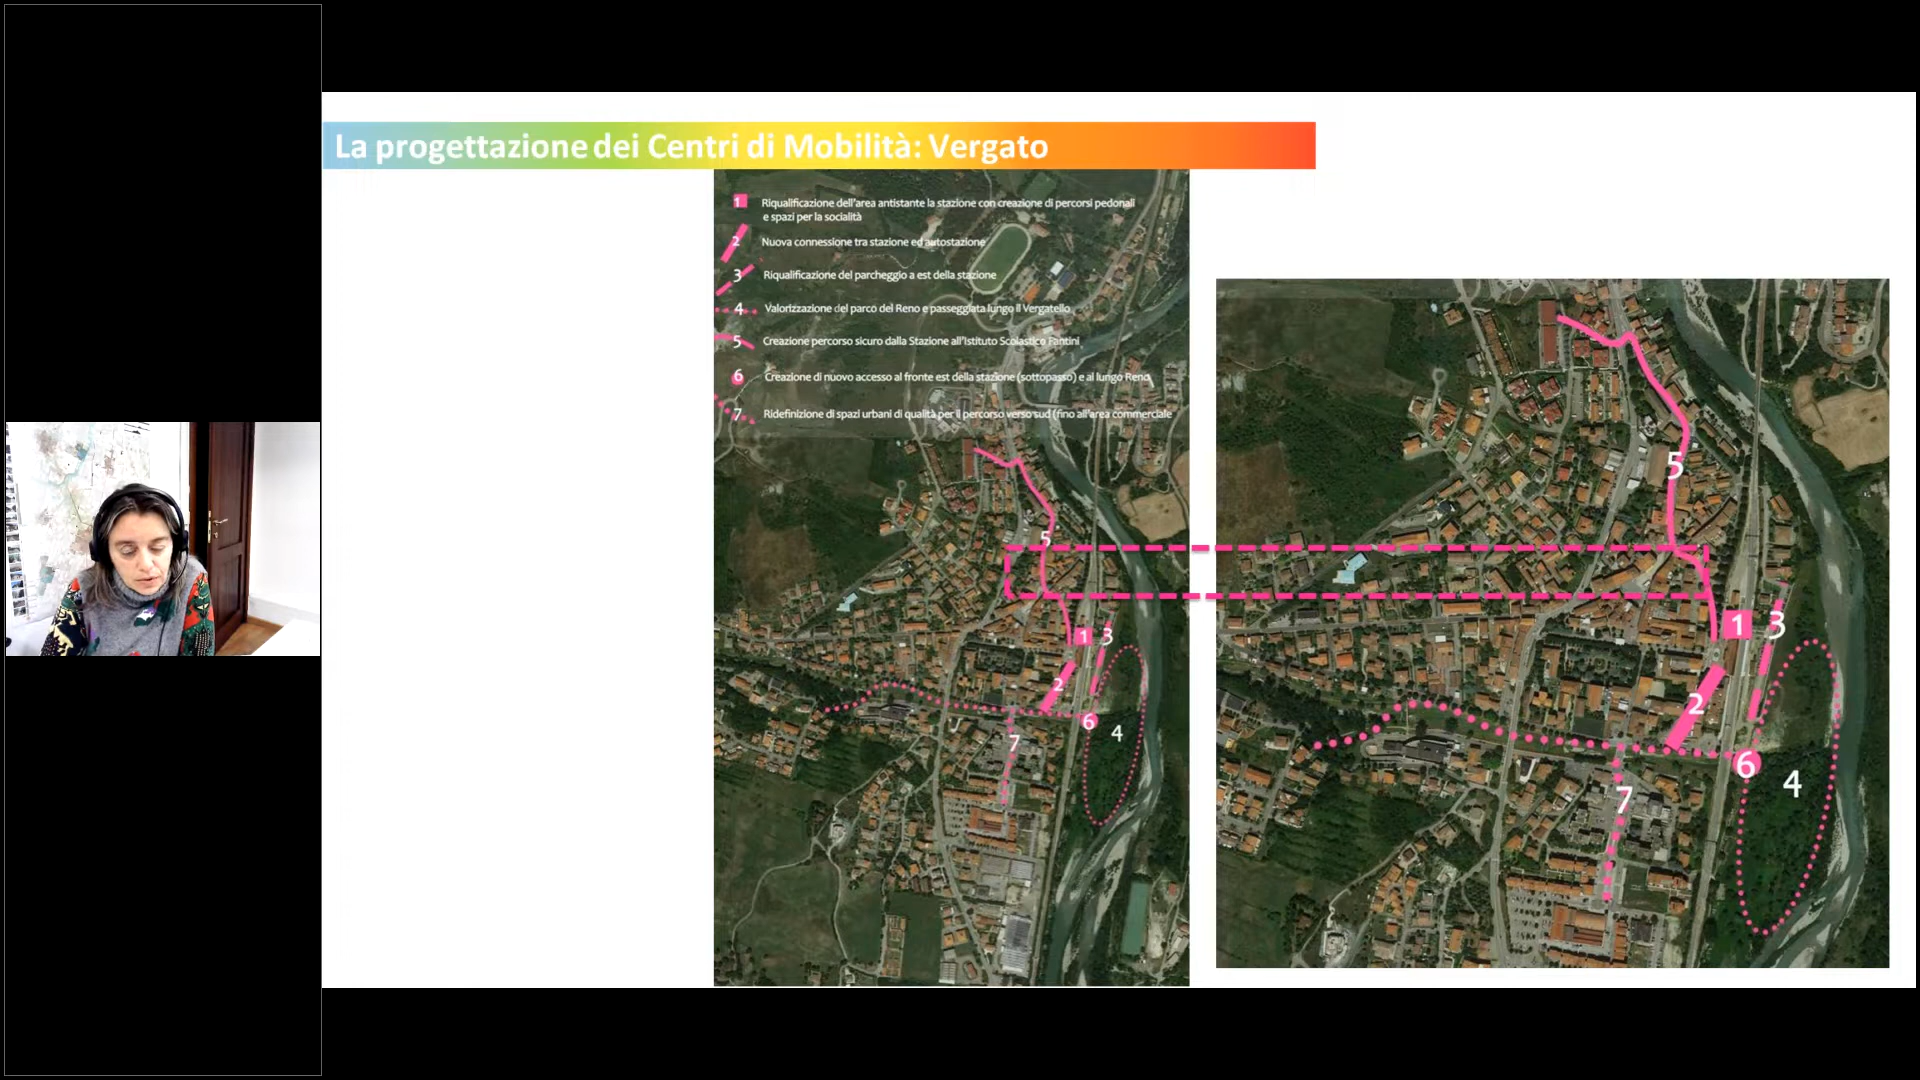 La progettazione dei Centri di Mobilità: Vergato
1 Riqualificazione dell'area antistante la stazione con creazione di percorsi pedonali
e spazi per la socialità
2 Nuova connessione tra stazione ed autostazione
3 Riqualificazione del parcheggio a est della stazione
4 Valorizzazione del parco del Reno e passeggiata lungo il Vergatello
5 Creazione percorso sicuro dalla Stazione all'Istituto Scolastico Fantini
6 Creazione di nuovo accesso al fronte est della stazione (sottopasso) e al lungo Reno
7 Ridefinizione di spazi urbani di qualità per il percorso verso sud (fino all'area commerciale
5
1 3
2
6
4
7
5
1 3
2
6
4
7